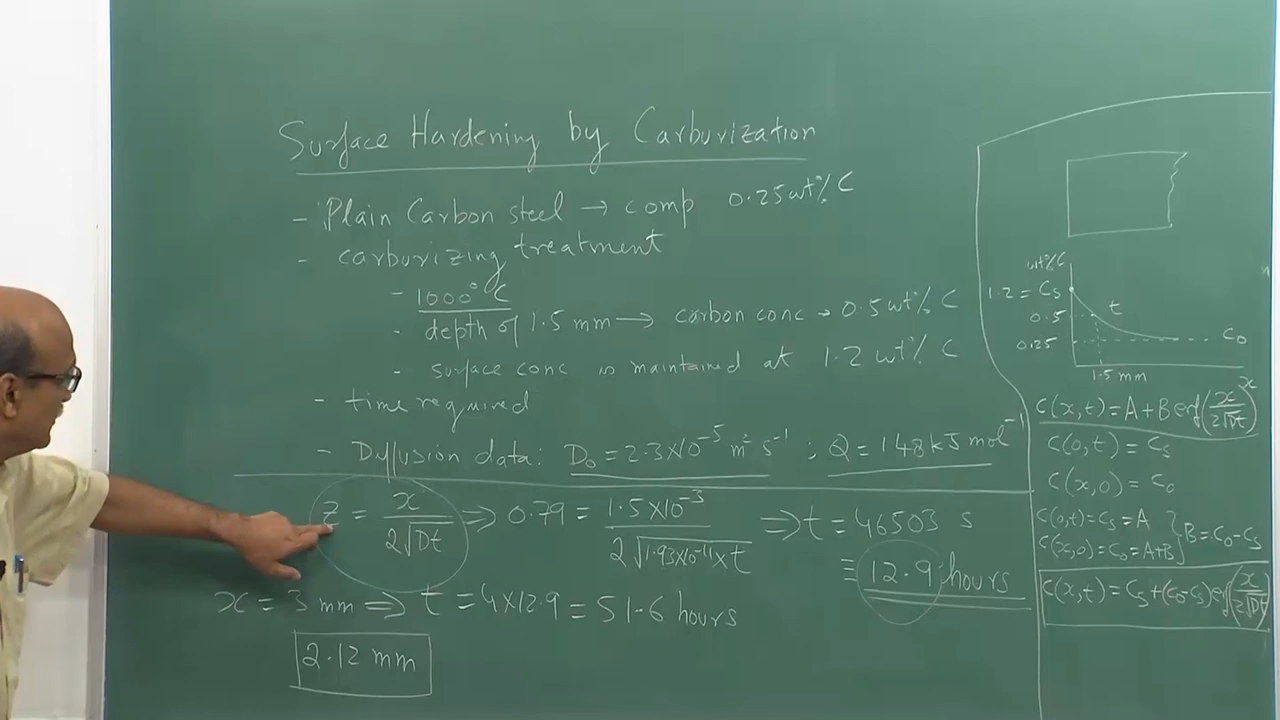 Surface Hardening by Carburization
- Plain Carbon steel → comp 0.25 wt% C
- carburizing treatment
- 1000° C
- depth of 1.5 mm → carbon conc → 0.5 wt% C
- surface conc is maintained at 1.2 wt% C
- time required
- Diffusion data: D₀ = 2.3×10⁻⁵ m² s⁻¹ ; Q = 148 kJ mol⁻¹
z = x / 2√Dt ⇒ 0.79 = 1.5×10⁻³ / 2√1.93×10⁻¹¹×t ⇒ t = 46503 s
≡ 12.9 hours
x = 3 mm ⇒ t = 4×12.9 = 51.6 hours
2.12 mm
wt% C
1.2 = Cs
0.5
t
0.25
C₀
1.5 mm
x
C(x,t) = A + B erf(x / 2√Dt)
C(0,t) = Cs
C(x,0) = C₀
C(0,t) = Cs = A
C(x,0) = C₀ = A+B } B = C₀ - Cs
C(x,t) = Cs + (C₀ - Cs) erf(x / 2√Dt)